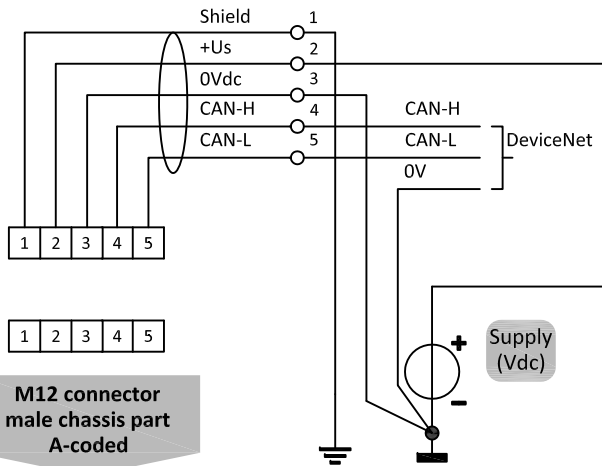 Shield 1
+Us 2
0Vdc 3
CAN-H 4 CAN-H
CAN-L 5 CAN-L DeviceNet
0V
1 2 3 4 5
1 2 3 4 5
+ Supply
(Vdc)
−
M12 connector
male chassis part
A-coded